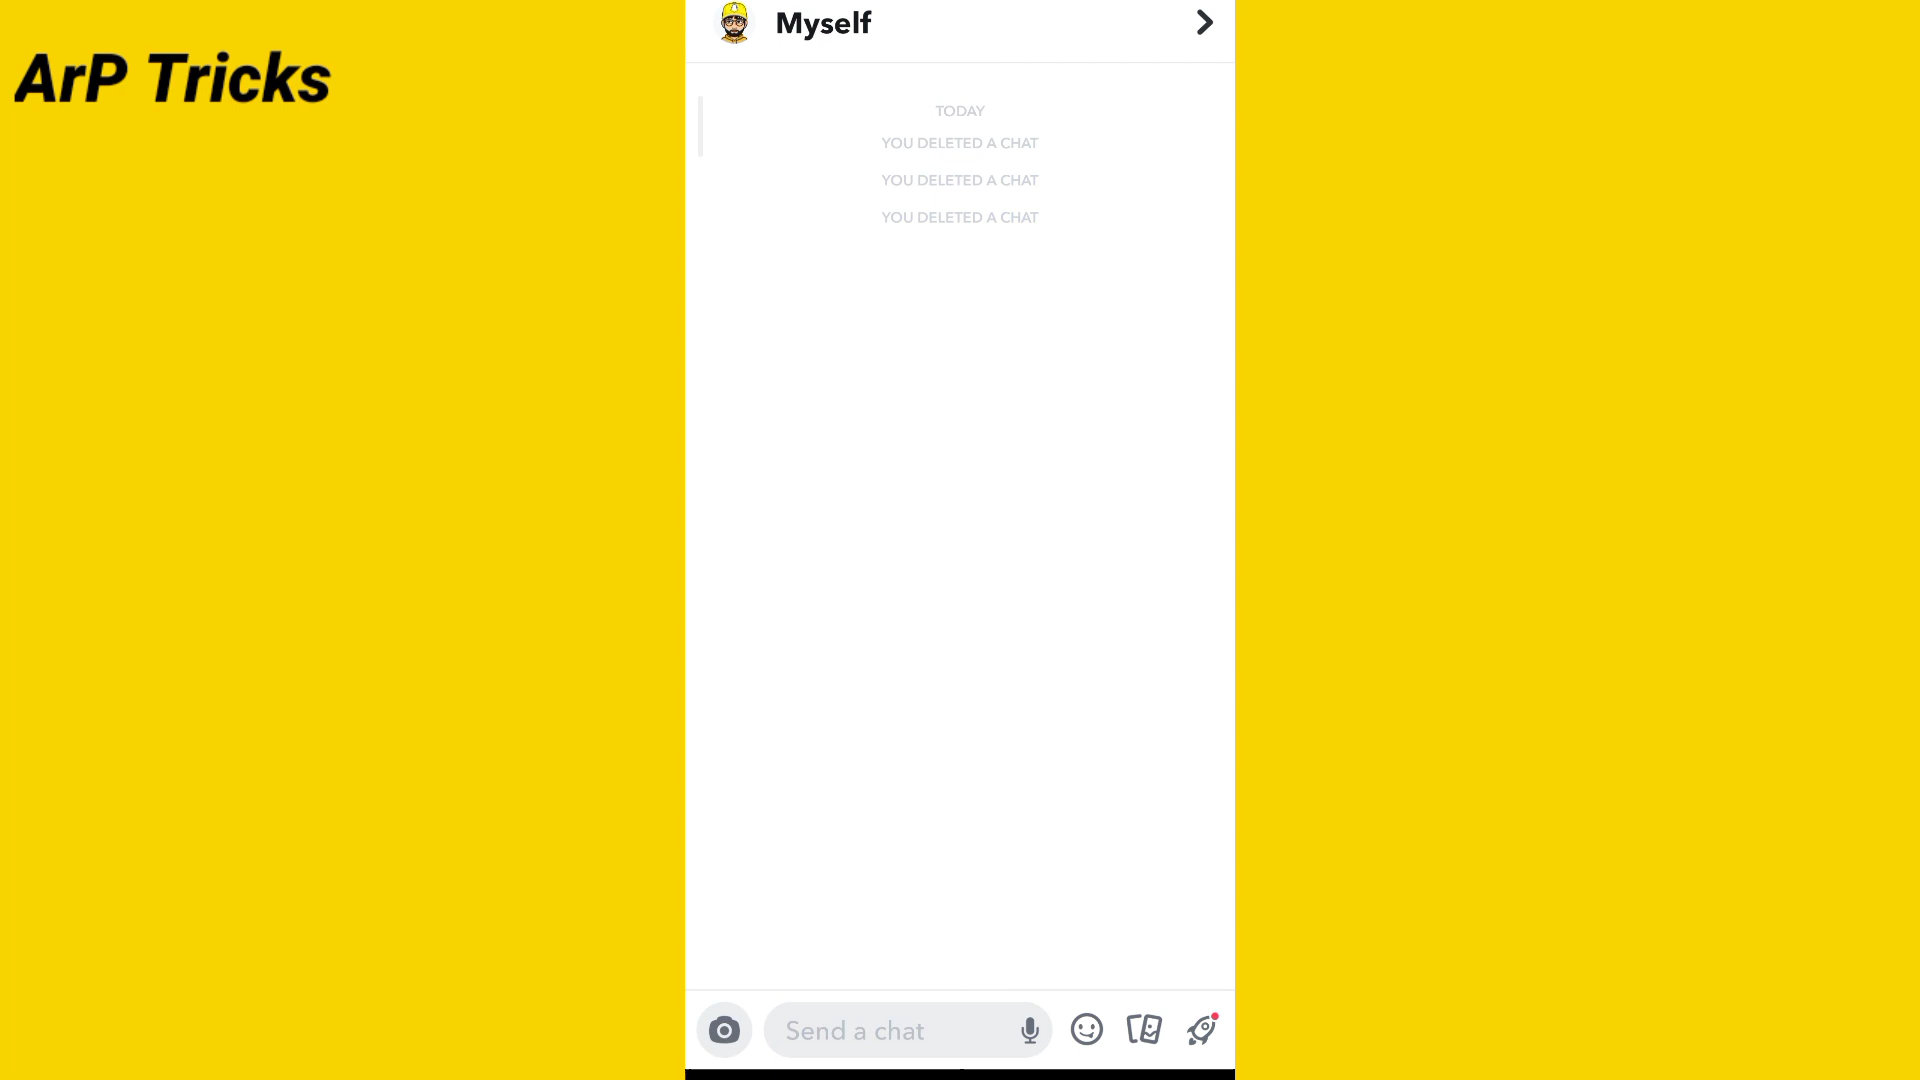 ArP Tricks
Myself
TODAY
YOU DELETED A CHAT
YOU DELETED A CHAT
YOU DELETED A CHAT
Send a chat